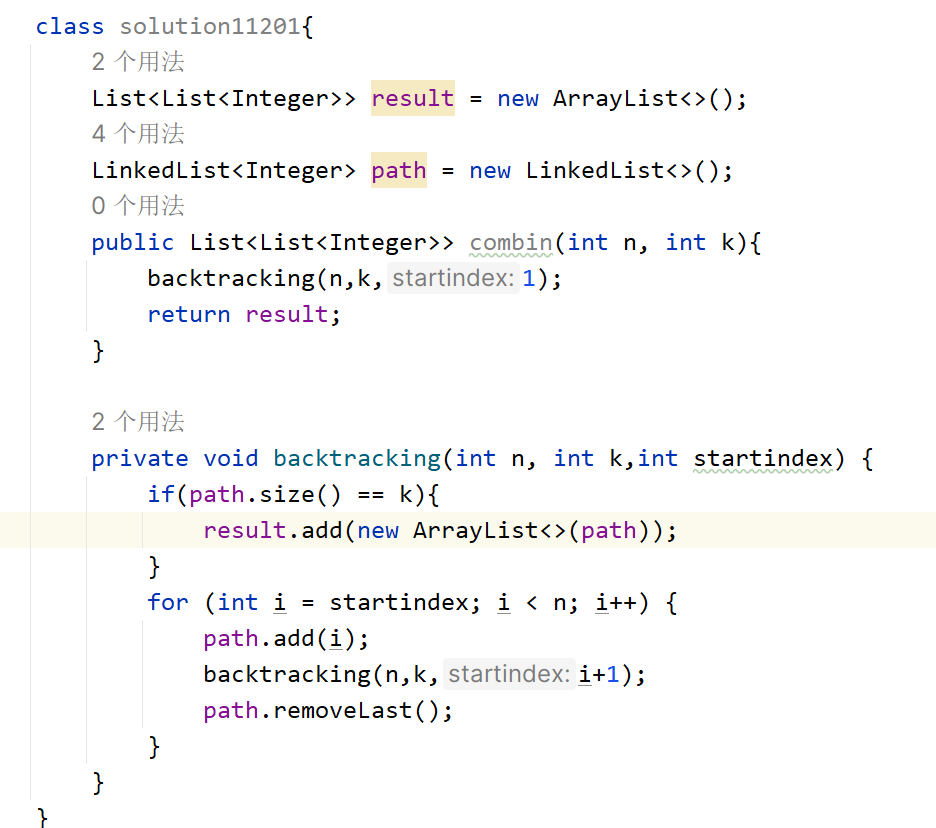 class solution11201{
2 个用法
List<List<Integer>> result = new ArrayList<>();
4 个用法
LinkedList<Integer> path = new LinkedList<>();
0 个用法
public List<List<Integer>> combin(int n, int k){
backtracking(n,k, startindex: 1);
return result;
}
2 个用法
private void backtracking(int n, int k,int startindex) {
if(path.size() == k){
result.add(new ArrayList<>(path));
}
for (int i = startindex; i < n; i++) {
path.add(i);
backtracking(n,k, startindex: i+1);
path.removeLast();
}
}
}